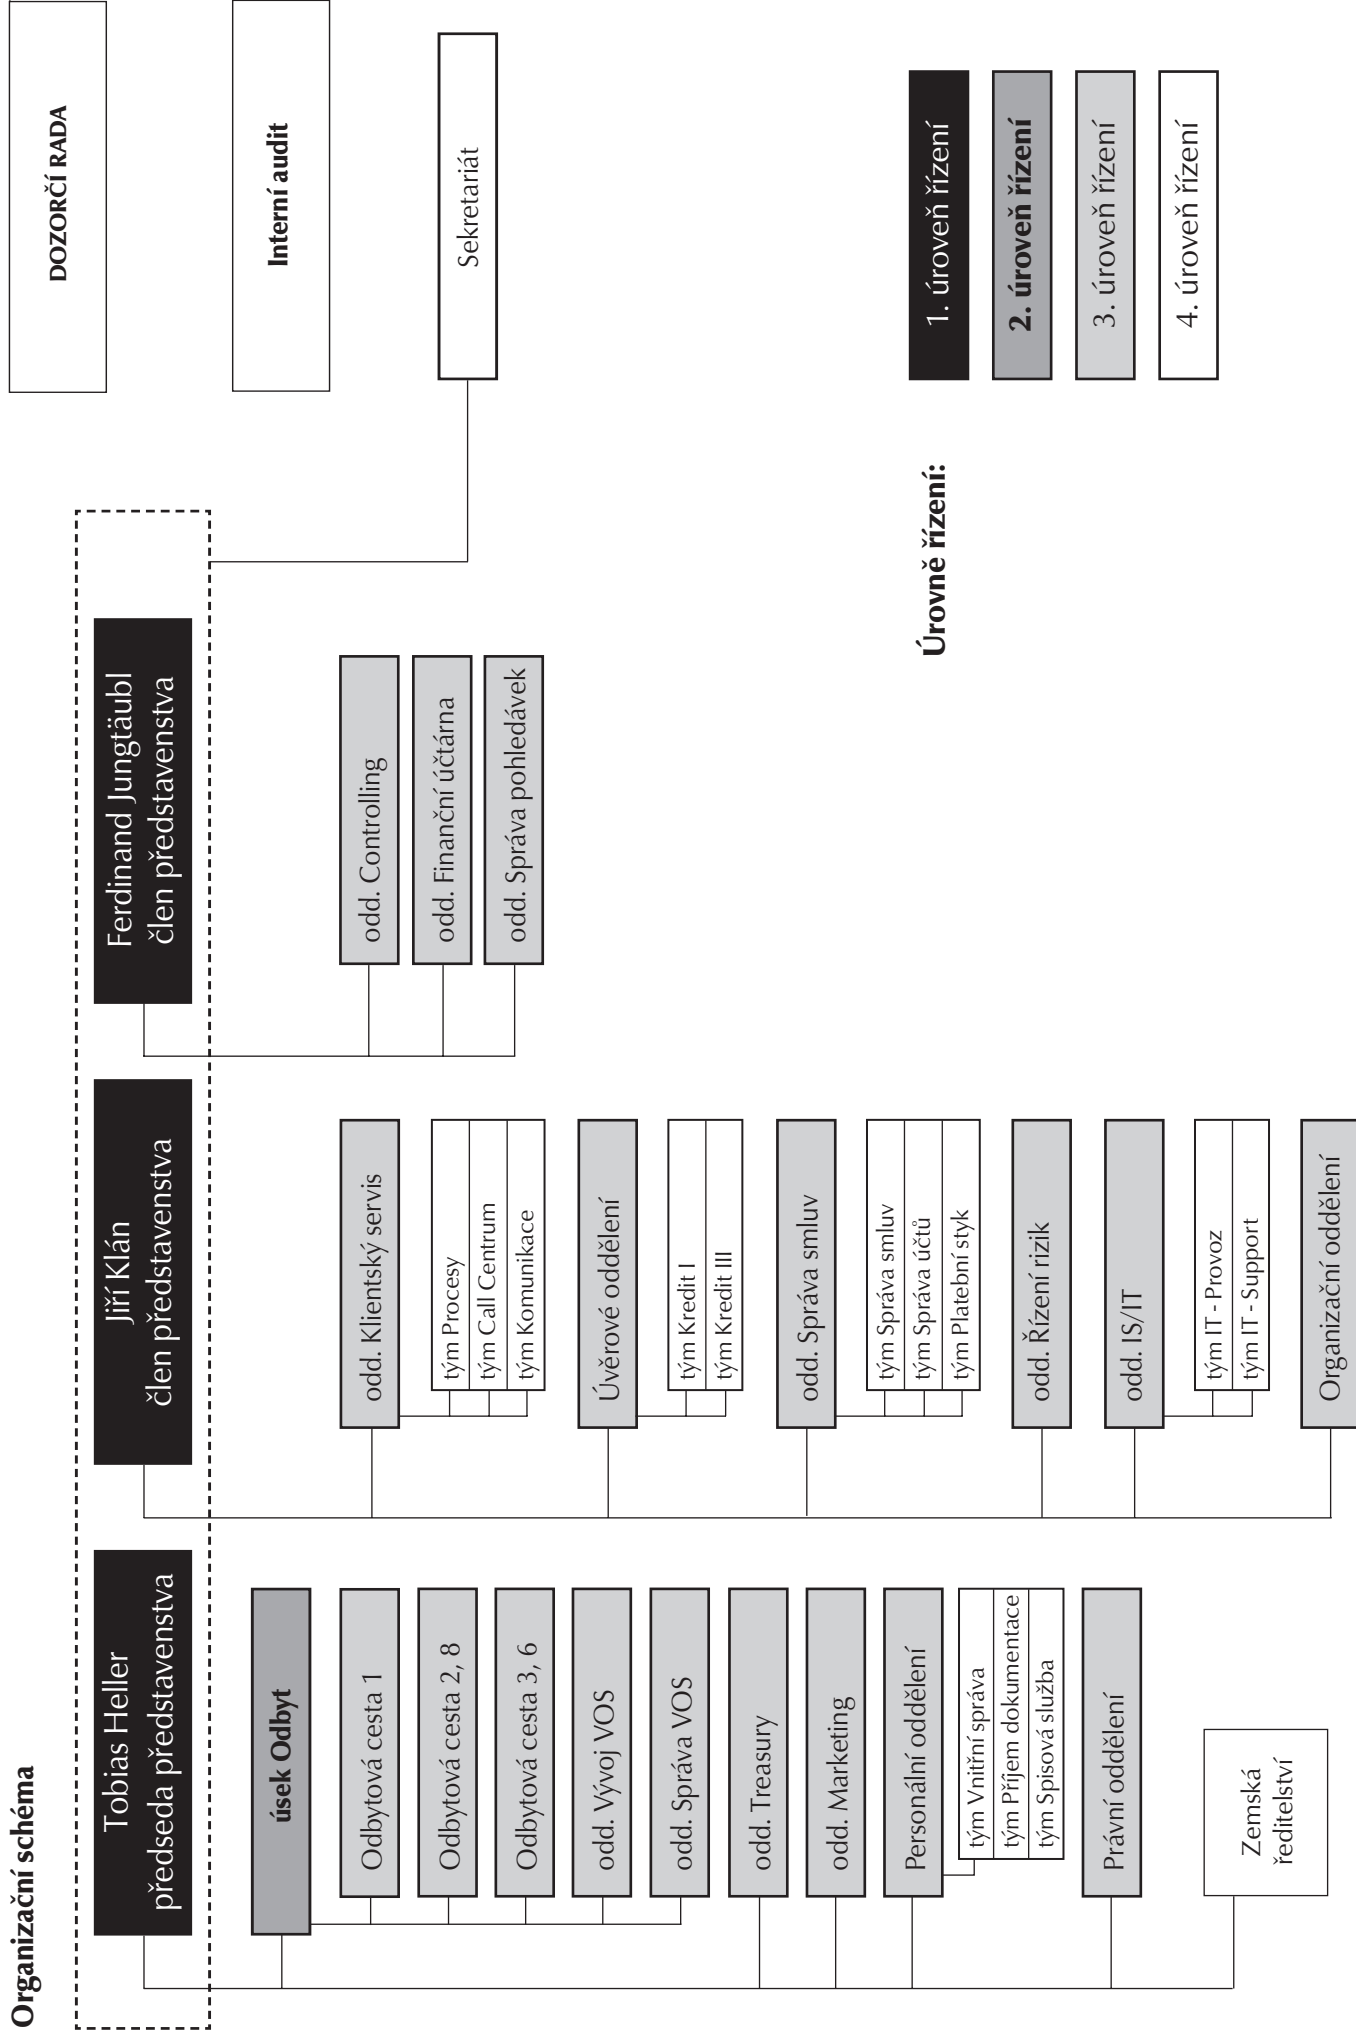 Organizační schéma
Tobias Heller
předseda představenstva
úsek Odbyt
Odbytová cesta 1
Odbytová cesta 2, 8
Odbytová cesta 3, 6
odd. Vývoj VOS
odd. Správa VOS
odd. Treasury
odd. Marketing
Personální oddělení
tým Vnitřní správa
tým Příjem dokumentace
tým Spisová služba
Právní oddělení
Zemská
ředitelství
Jiří Klán
člen představenstva
odd. Klientský servis
tým Procesy
tým Call Centrum
tým Komunikace
Úvěrové oddělení
tým Kredit I
tým Kredit III
odd. Správa smluv
tým Správa smluv
tým Správa účtů
tým Platební styk
odd. Řízení rizik
odd. IS/IT
tým IT - Provoz
tým IT - Support
Organizační oddělení
Ferdinand Jungtäubl
člen představenstva
odd. Controlling
odd. Finanční účtárna
odd. Správa pohledávek
DOZORČÍ RADA
Interní audit
Sekretariát
Úrovně řízení:
1. úroveň řízení
2. úroveň řízení
3. úroveň řízení
4. úroveň řízení